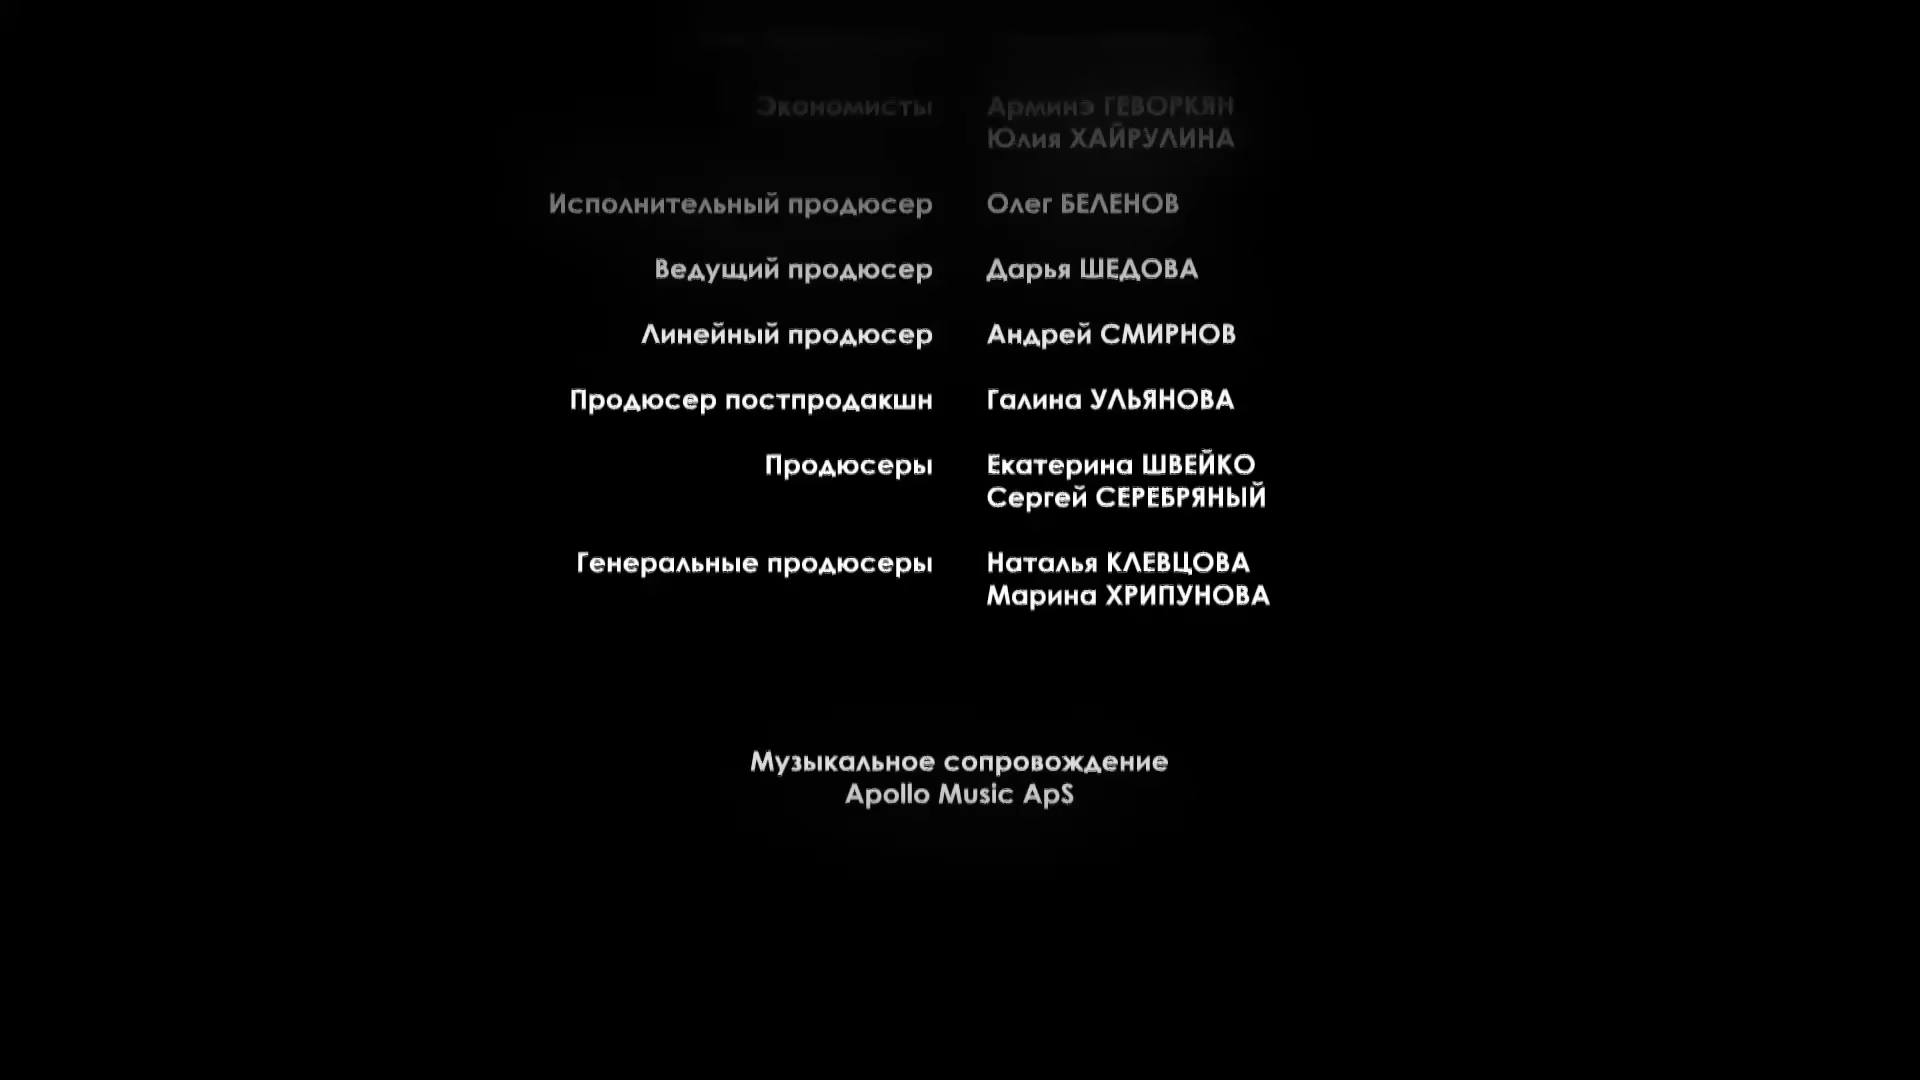 Экономисты Арминэ ГЕВОРКЯН
Юлия ХАЙРУЛИНА
Исполнительный продюсер Олег БЕЛЕНОВ
Ведущий продюсер Дарья ШЕДОВА
Линейный продюсер Андрей СМИРНОВ
Продюсер постпродакшн Галина УЛЬЯНОВА
Продюсеры Екатерина ШВЕЙКО
Сергей СЕРЕБРЯНЫЙ
Генеральные продюсеры Наталья КЛЕВЦОВА
Марина ХРИПУНОВА
Музыкальное сопровождение
Apollo Music ApS